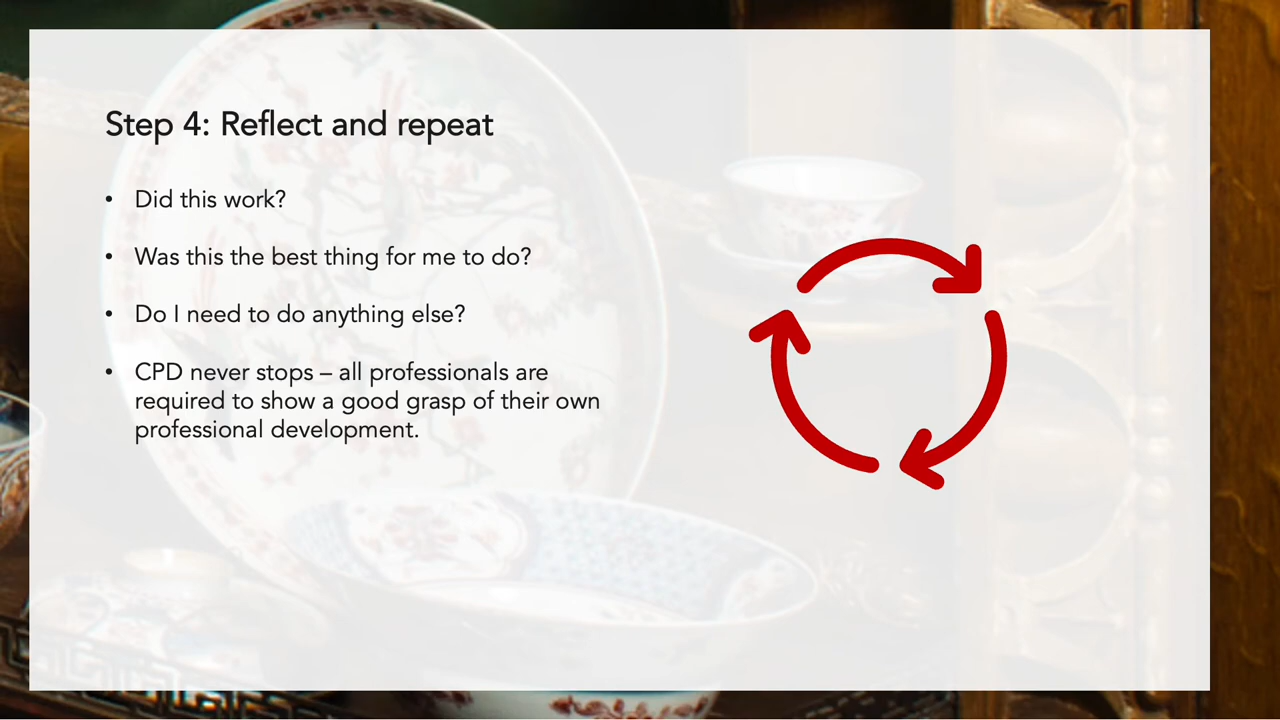 Step 4: Reflect and repeat
• Did this work?
• Was this the best thing for me to do?
• Do I need to do anything else?
• CPD never stops – all professionals are
required to show a good grasp of their own
professional development.